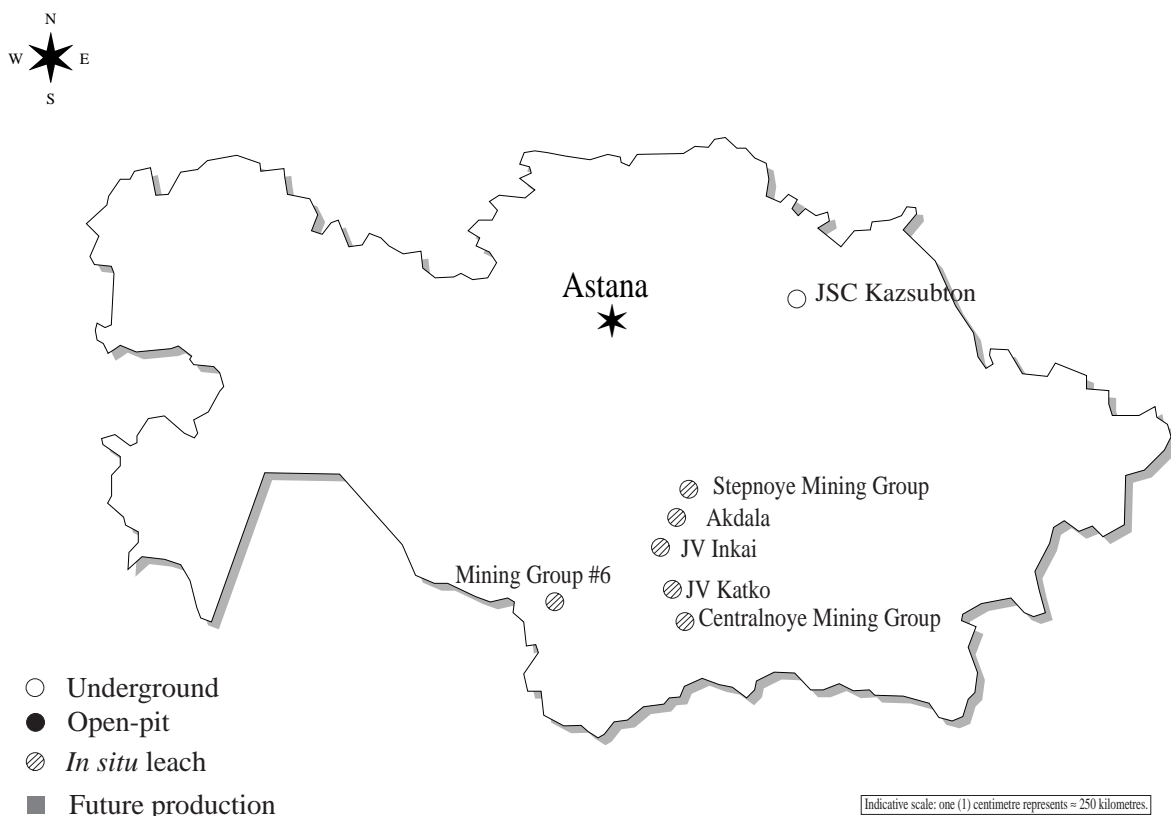 N
W E
S
Astana
JSC Kazsubton
Stepnoye Mining Group
Akdala
JV Inkai
Mining Group #6
JV Katko
Centralnoye Mining Group
Underground
Open-pit
In situ leach
Future production
Indicative scale: one (1) centimetre represents ≈ 250 kilometres.